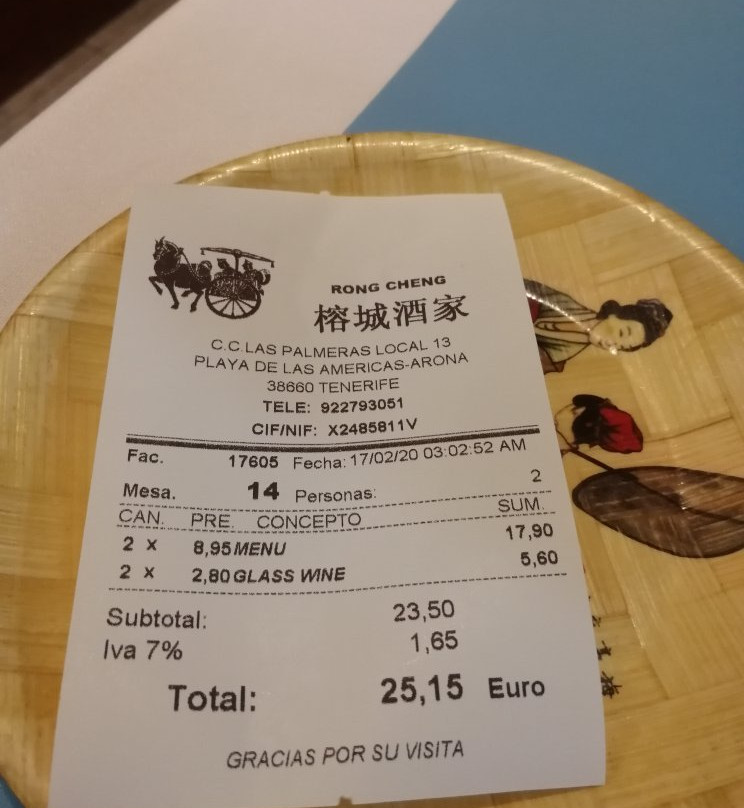 RONG CHENG
榕城酒家
C.C.LAS PALMERAS LOCAL 13
PLAYA DE LAS AMERICAS-ARONA
38660 TENERIFE
TELE: 922793051
CIF/NIF: X2485811V
Fac. 17605 Fecha: 17/02/20 03:02:52 AM
Mesa. 14 Personas: 2
CAN. PRE. CONCEPTO SUM.
2 x 8,95 MENU 17,90
2 x 2,80 GLASS WINE 5,60
Subtotal: 23,50
Iva 7% 1,65
Total: 25,15 Euro
GRACIAS POR SU VISITA